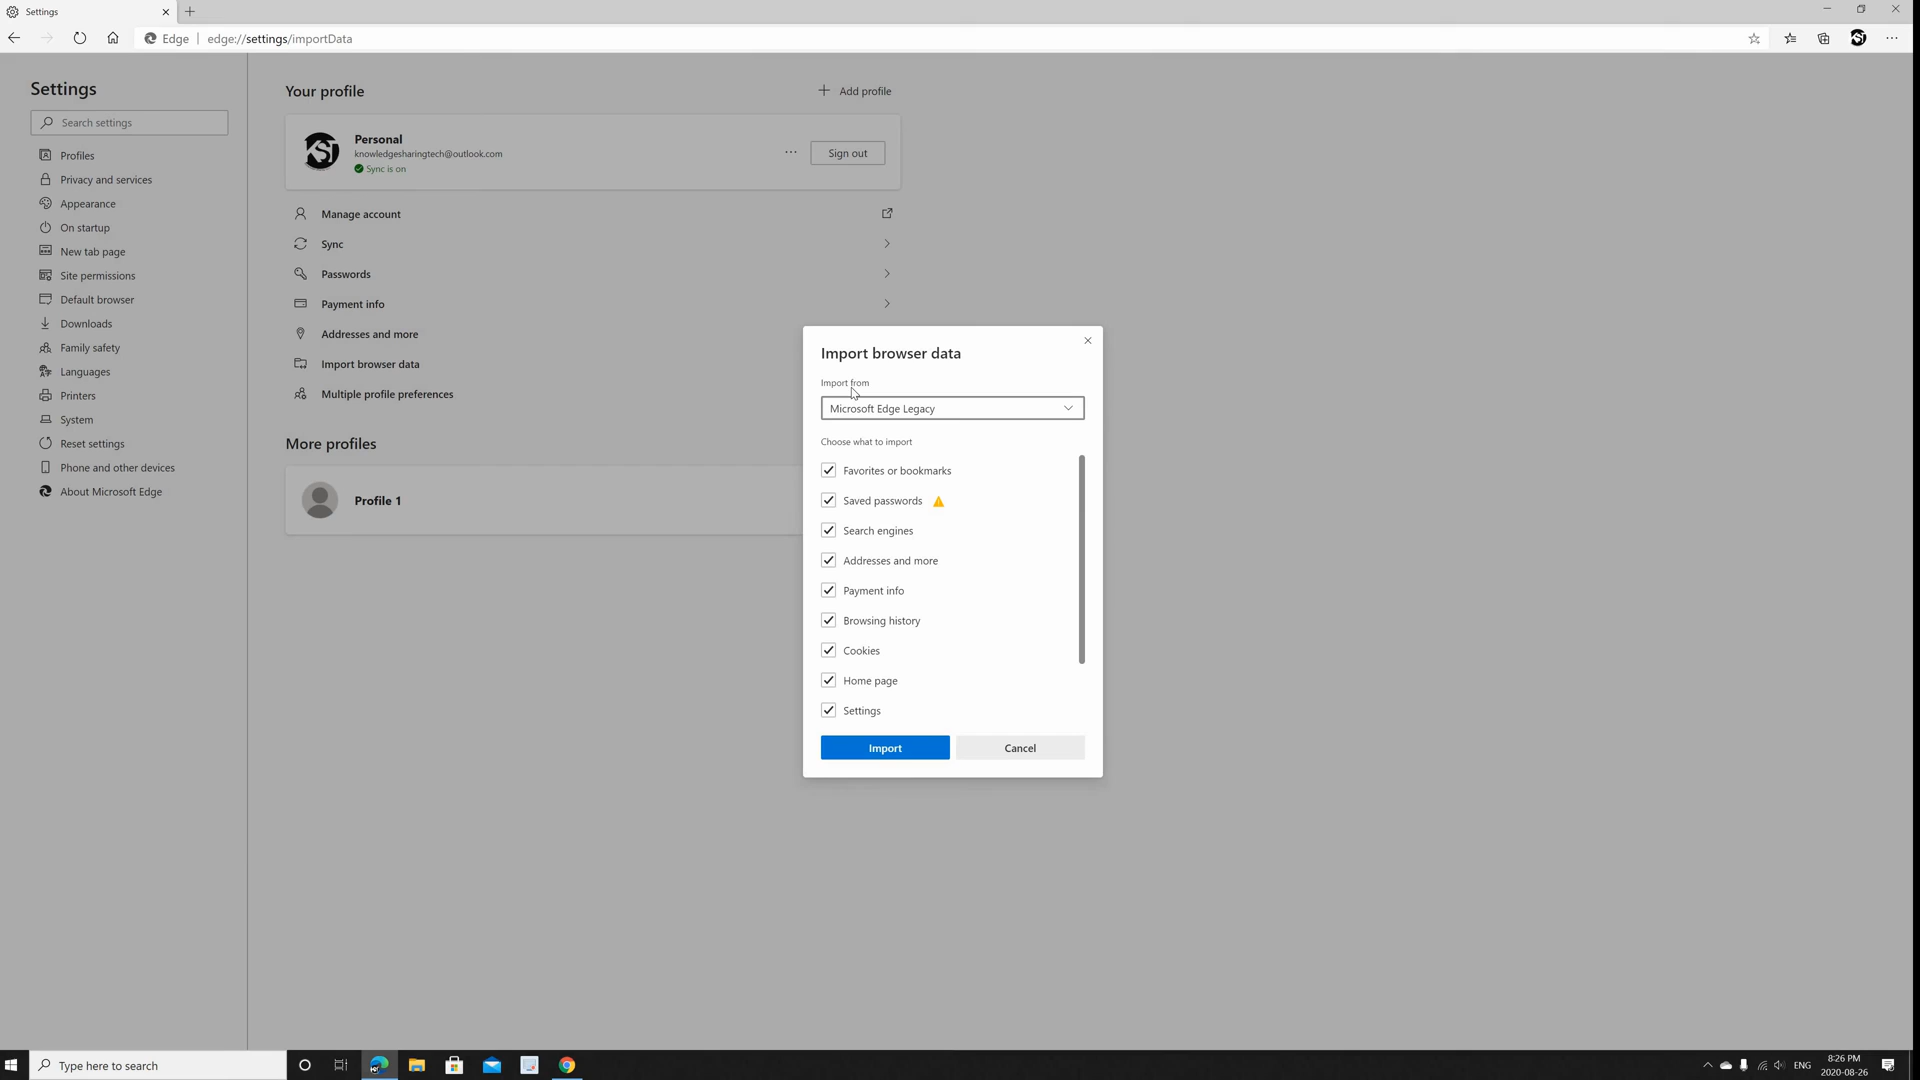 Settings
Edge | edge://settings/importData
Settings
Search settings
Profiles
Privacy and services
Appearance
On startup
New tab page
Site permissions
Default browser
Downloads
Family safety
Languages
Printers
System
Reset settings
Phone and other devices
About Microsoft Edge
Your profile
Add profile
KST
Personal
knowledgesharingtech@outlook.com
Sync is on
Sign out
Manage account
Sync
Passwords
Payment info
Addresses and more
Import browser data
Multiple profile preferences
More profiles
Profile 1
Import browser data
Import from
Microsoft Edge Legacy
Choose what to import
Favorites or bookmarks
Saved passwords
Search engines
Addresses and more
Payment info
Browsing history
Cookies
Home page
Settings
Import
Cancel
Type here to search
ENG
8:26 PM
2020-08-26